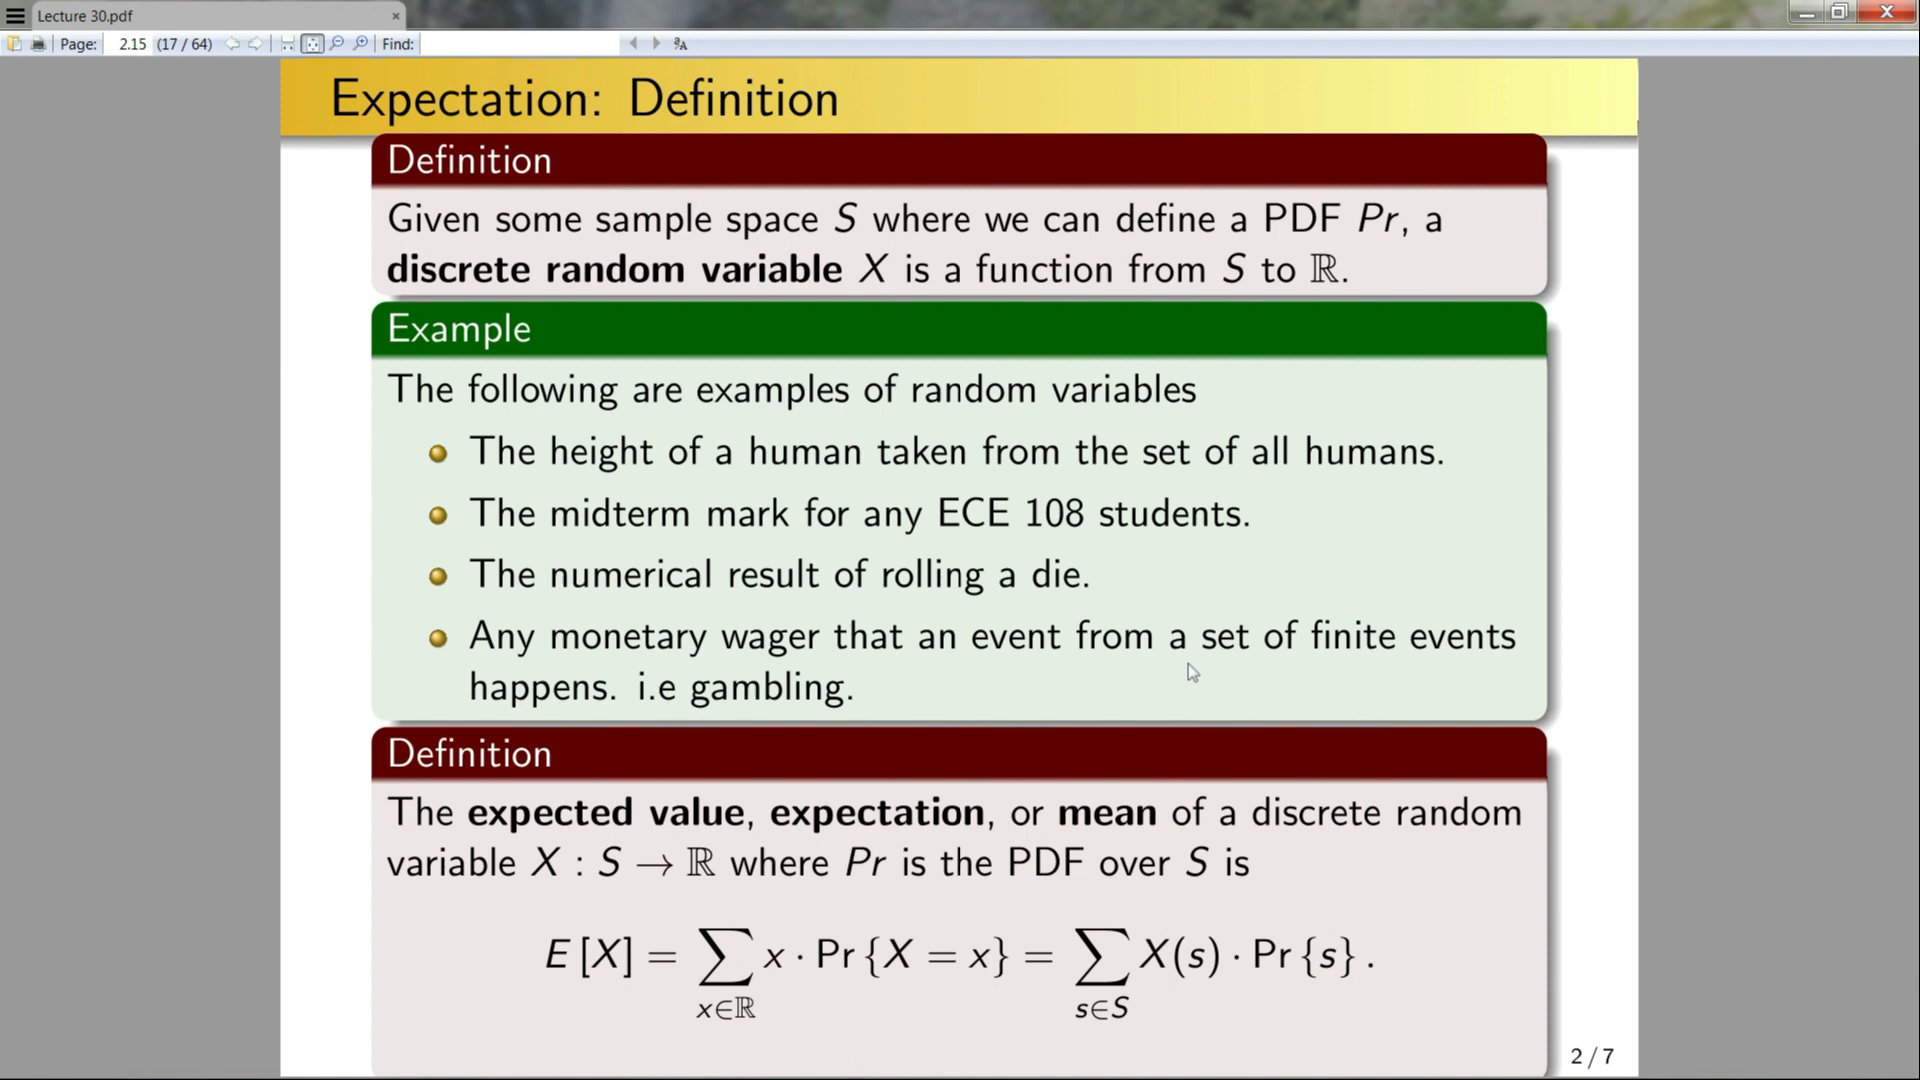 Lecture 30.pdf
Page: 2.15 (17 / 64) Find:
Expectation: Definition
Definition
Given some sample space S where we can define a PDF Pr, a
discrete random variable X is a function from S to ℝ.
Example
The following are examples of random variables
The height of a human taken from the set of all humans.
The midterm mark for any ECE 108 students.
The numerical result of rolling a die.
Any monetary wager that an event from a set of finite events
happens. i.e gambling.
Definition
The expected value, expectation, or mean of a discrete random
variable X : S → ℝ where Pr is the PDF over S is
E [X] = ∑ x · Pr {X = x} = ∑ X(s) · Pr {s} .
x∈ℝ s∈S
2 / 7